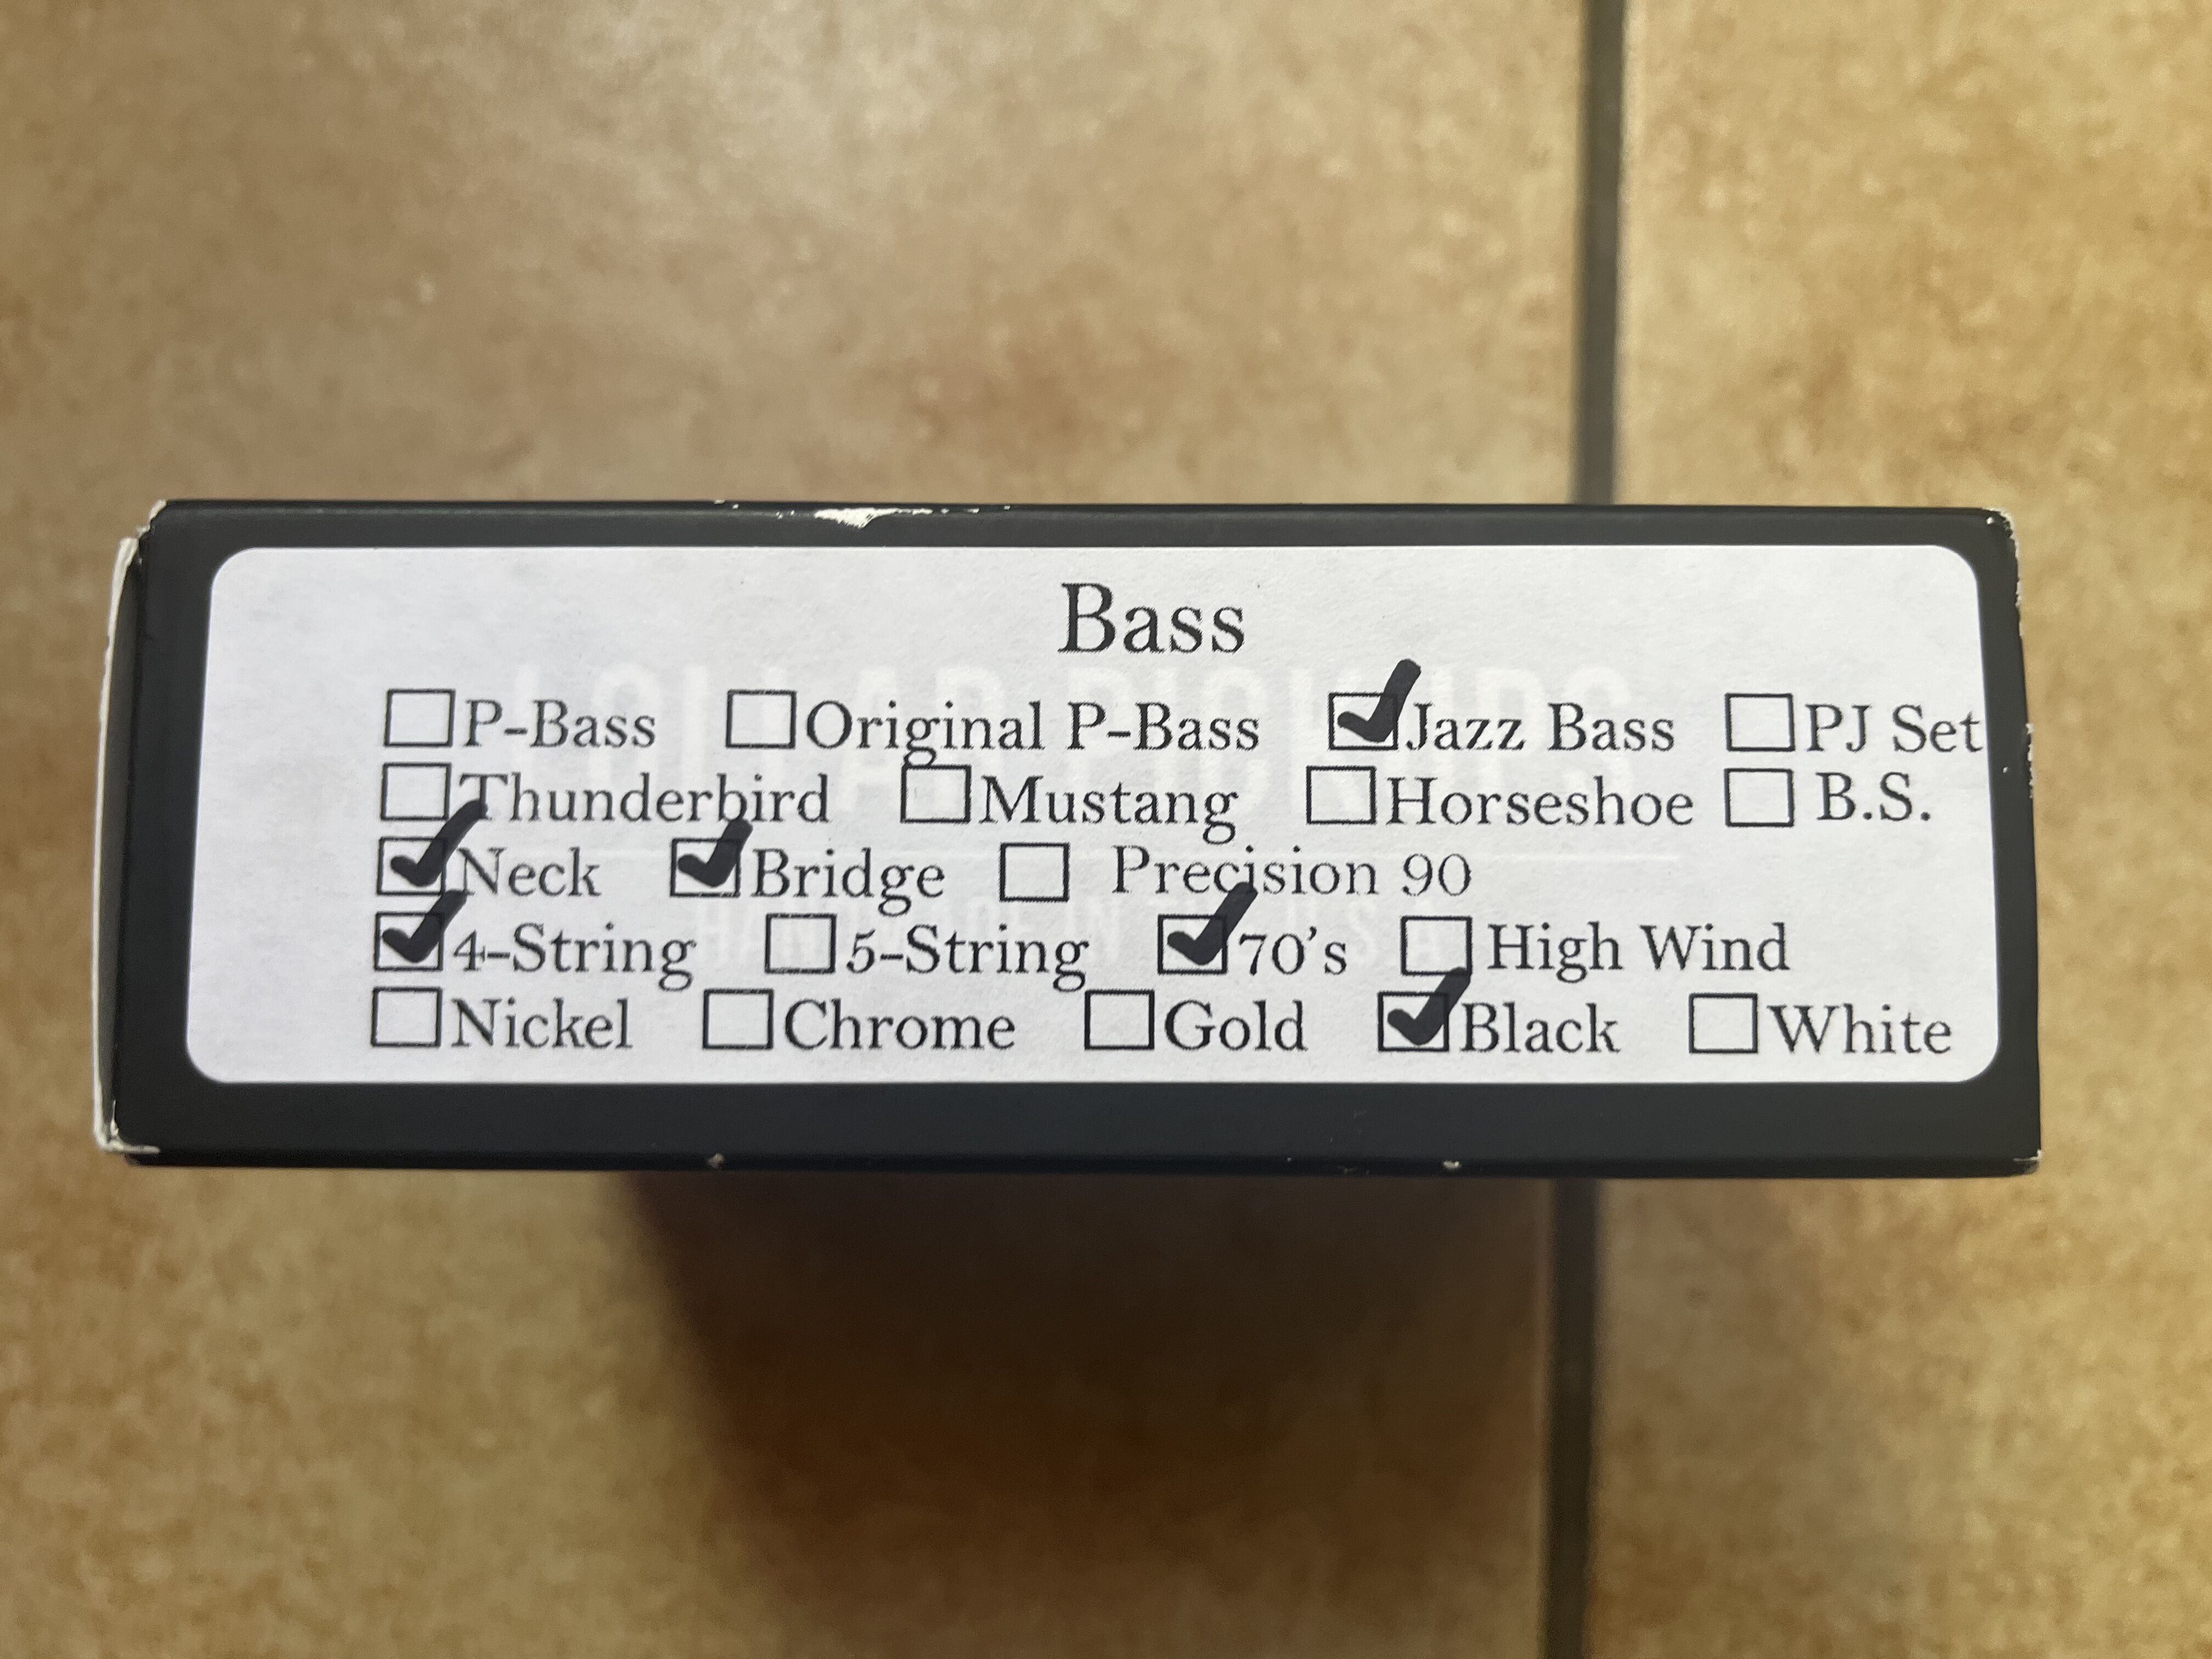 Bass
☐P-Bass ☐Original P-Bass ☑Jazz Bass ☐PJ Set
☐Thunderbird ☐Mustang ☐Horseshoe ☐ B.S.
☑Neck ☑Bridge ☐ Precision 90
☑4-String ☐5-String ☑70's ☐ High Wind
☐Nickel ☐Chrome ☐Gold ☑Black ☐White